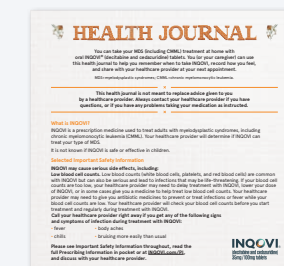 HEALTH JOURNAL
You can take your MDS (including CMML) treatment at home with
oral INQOVI® (decitabine and cedazuridine) tablets. You (or your caregiver) can use
this health journal to help you remember when to take INQOVI, record how you feel,
and share with your healthcare provider at your next appointment.
MDS: myelodysplastic syndromes; CMML: chronic myelomonocytic leukemia.
This health journal is not meant to replace advice given to you
by a healthcare provider. Always contact your healthcare provider if you have
questions, or if you have any problems taking your medication as instructed.
What is INQOVI?
INQOVI is a prescription medicine used to treat adults with myelodysplastic syndromes, including
chronic myelomonocytic leukemia (CMML). Your healthcare provider will determine if INQOVI can
treat your type of MDS.
It is not known if INQOVI is safe or effective in children.
Selected Important Safety Information
INQOVI may cause serious side effects, including:
Low blood cell counts. Low blood counts (white blood cells, platelets, and red blood cells) are common
with INQOVI but can also be serious and lead to infections that may be life-threatening. If your blood cell
counts are too low, your healthcare provider may need to delay treatment with INQOVI, lower your dose
of INQOVI, or in some cases give you a medicine to help treat low blood cell counts. Your healthcare
provider may need to give you antibiotic medicines to prevent or treat infections or fever while your
blood cell counts are low. Your healthcare provider will check your blood cell counts before you start
treatment and regularly during treatment with INQOVI.
Call your healthcare provider right away if you get any of the following signs
and symptoms of infection during treatment with INQOVI:
- fever - body aches
- chills - bruising more easily than usual
Please see Important Safety Information throughout, read the
full Prescribing Information in pocket or at INQOVI.com/PI,
and discuss with your healthcare provider.
INQOVI
(decitabine and cedazuridine)
35mg/100mg tablets